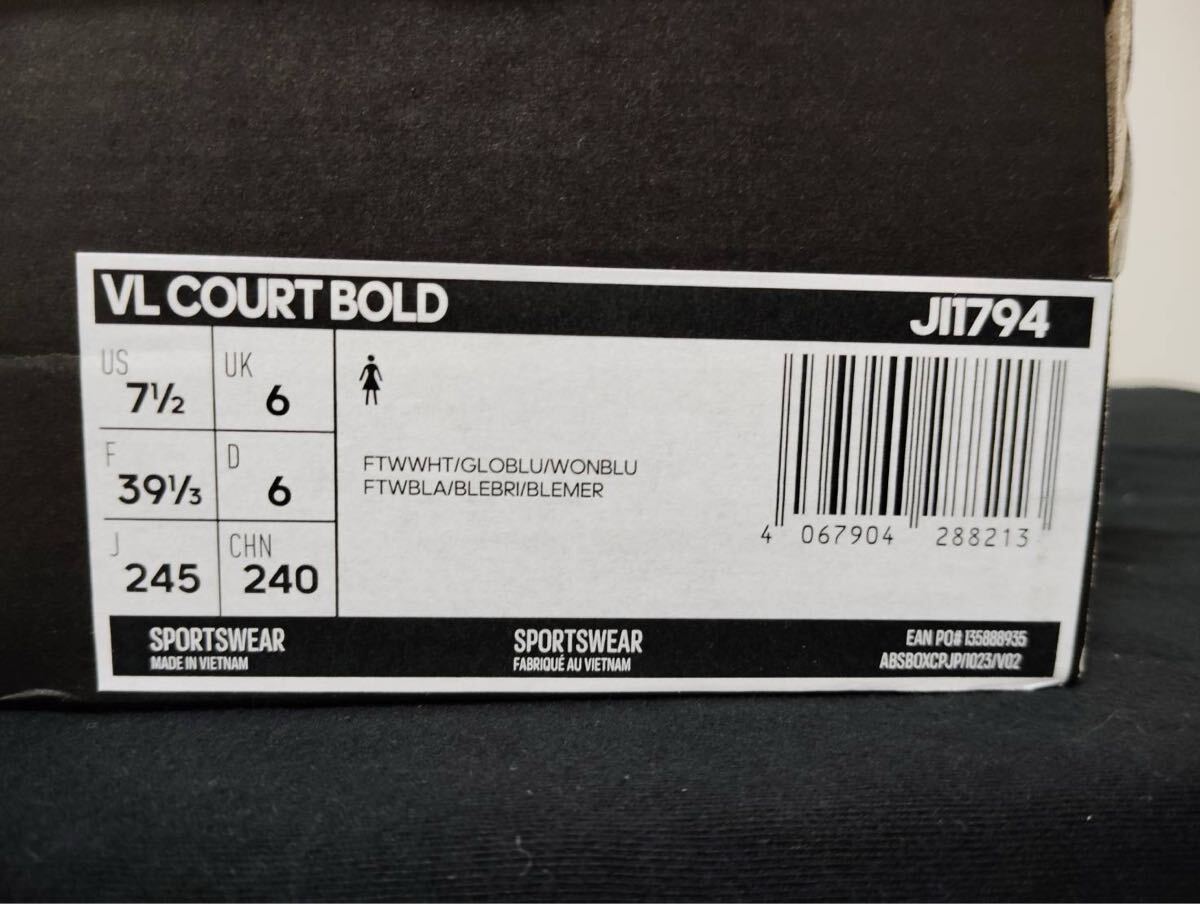 VL COURT BOLD JI1794
US 7½ UK 6
F 39⅓ D 6
J 245 CHN 240
FTWWHT/GLOBLU/WONBLU
FTWBLA/BLEBRI/BLEMER
4 067904 288213
SPORTSWEAR
MADE IN VIETNAM
SPORTSWEAR
FABRIQUÉ AU VIETNAM
EAN PO# 135888935
ABSBOXCPJP/1023/V02